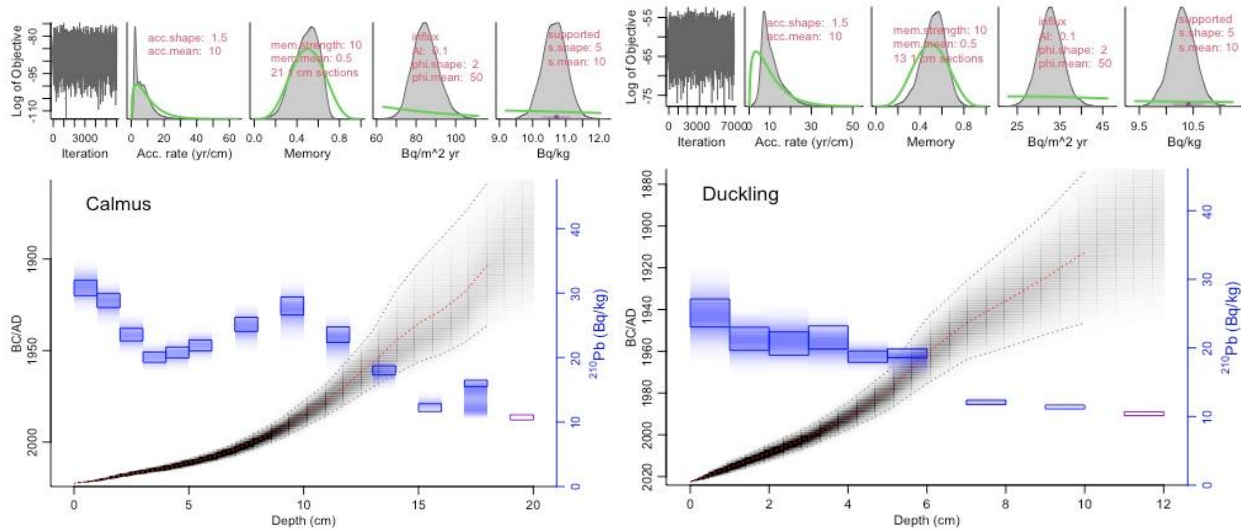 Log of Objective
-80
-95
-110
0
3000
Iteration
acc.shape: 1.5
acc.mean: 10
0
20
40
60
Acc. rate (yr/cm)
mem.strength: 10
mem.mean: 0.5
21 1 cm sections
0.0
0.4
0.8
Memory
influx
Al: 0.1
phi.shape: 2
phi.mean: 50
60
80
100
Bq/m^2 yr
supported
s.shape: 5
s.mean: 10
9.0
10.0
11.0
12.0
Bq/kg
Calmus
BC/AD
1900
1950
2000
0
5
10
15
20
Depth (cm)
0
10
20
30
40
²¹⁰Pb (Bq/kg)
Log of Objective
-55
-65
-75
0
3000
7000
Iteration
acc.shape: 1.5
acc.mean: 10
0
10
30
50
Acc. rate (yr/cm)
mem.strength: 10
mem.mean: 0.5
13 1 cm sections
0.0
0.4
0.8
Memory
influx
Al: 0.1
phi.shape: 2
phi.mean: 50
25
35
45
Bq/m^2 yr
supported
s.shape: 5
s.mean: 10
9.5
10.5
Bq/kg
Duckling
BC/AD
1880
1900
1920
1940
1960
1980
2000
2020
0
2
4
6
8
10
12
Depth (cm)
0
10
20
30
40
²¹⁰Pb (Bq/kg)